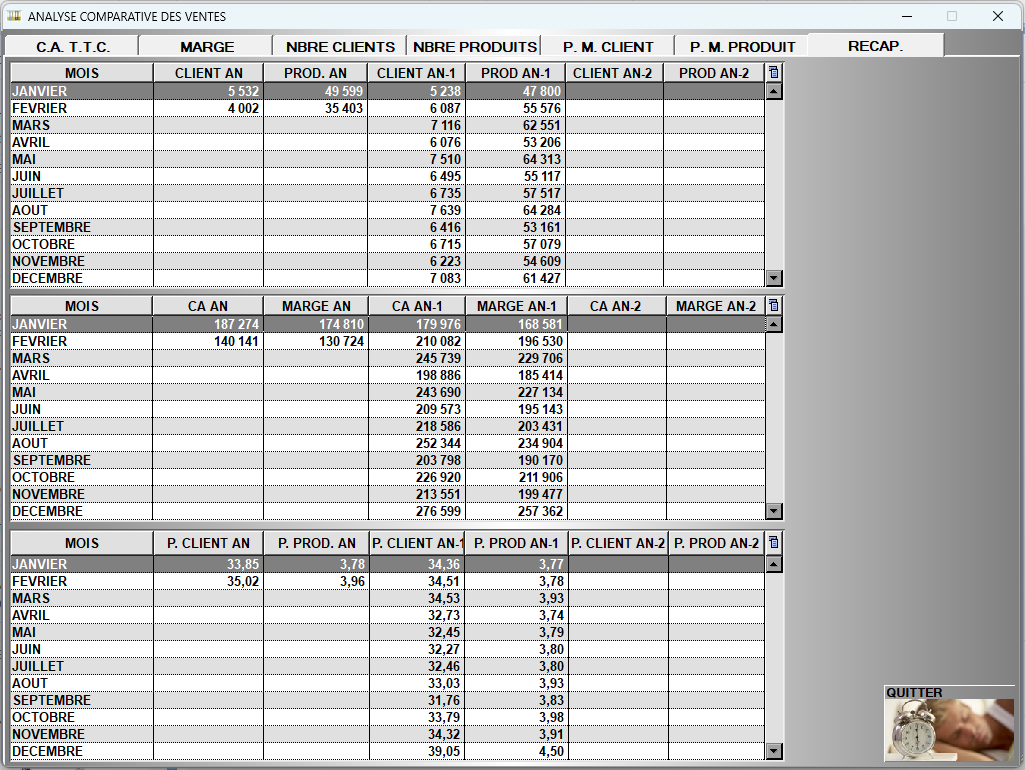 ANALYSE COMPARATIVE DES VENTES
C.A. T.T.C. MARGE NBRE CLIENTS NBRE PRODUITS P. M. CLIENT P. M. PRODUIT RECAP.
MOIS CLIENT AN PROD. AN CLIENT AN-1 PROD AN-1 CLIENT AN-2 PROD AN-2
JANVIER 5 532 49 599 5 238 47 800
FEVRIER 4 002 35 403 6 087 55 576
MARS 7 116 62 551
AVRIL 6 076 53 206
MAI 7 510 64 313
JUIN 6 495 55 117
JUILLET 6 735 57 517
AOUT 7 639 64 284
SEPTEMBRE 6 416 53 161
OCTOBRE 6 715 57 079
NOVEMBRE 6 223 54 609
DECEMBRE 7 083 61 427
MOIS CA AN MARGE AN CA AN-1 MARGE AN-1 CA AN-2 MARGE AN-2
JANVIER 187 274 174 810 179 976 168 581
FEVRIER 140 141 130 724 210 082 196 530
MARS 245 739 229 706
AVRIL 198 886 185 414
MAI 243 690 227 134
JUIN 209 573 195 143
JUILLET 218 586 203 431
AOUT 252 344 234 904
SEPTEMBRE 203 798 190 170
OCTOBRE 226 920 211 906
NOVEMBRE 213 551 199 477
DECEMBRE 276 599 257 362
MOIS P. CLIENT AN P. PROD. AN P. CLIENT AN-1 P. PROD AN-1 P. CLIENT AN-2 P. PROD AN-2
JANVIER 33,85 3,78 34,36 3,77
FEVRIER 35,02 3,96 34,51 3,78
MARS 34,53 3,93
AVRIL 32,73 3,74
MAI 32,45 3,79
JUIN 32,27 3,80
JUILLET 32,46 3,80
AOUT 33,03 3,93
SEPTEMBRE 31,76 3,83
OCTOBRE 33,79 3,98
NOVEMBRE 34,32 3,91
DECEMBRE 39,05 4,50
QUITTER